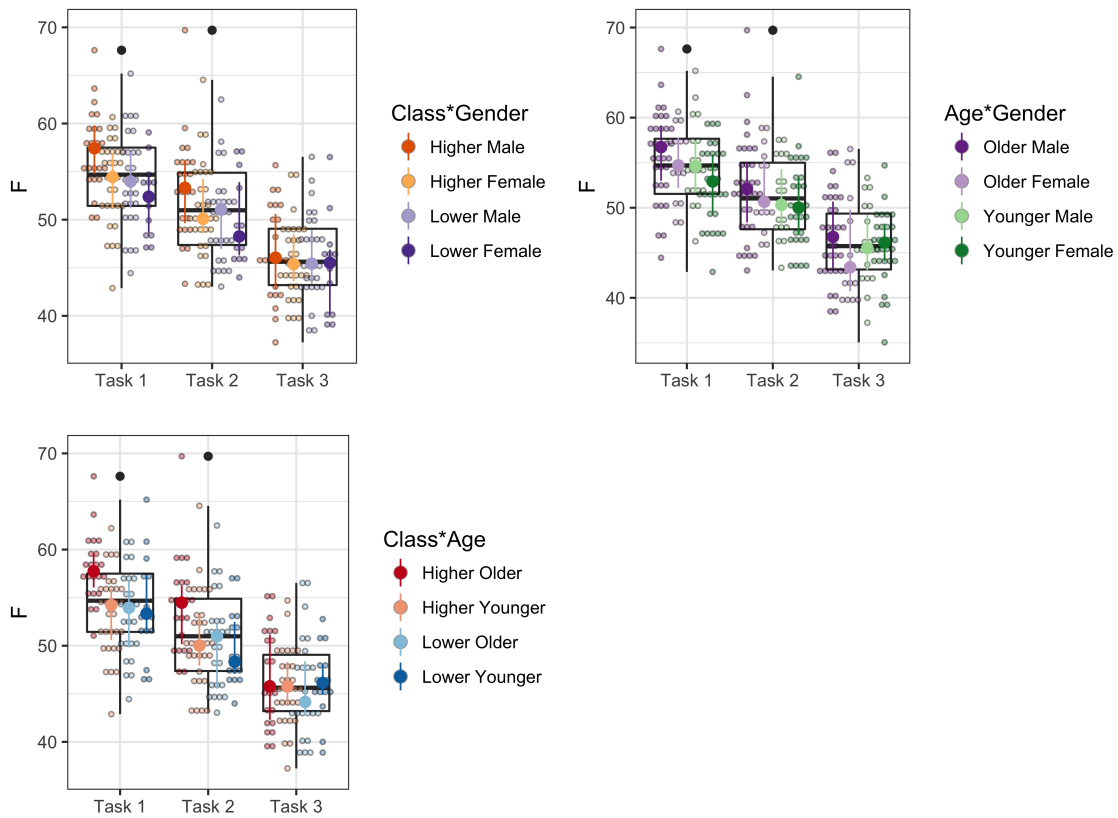 70
60
50
40
F
Task 1 Task 2 Task 3
Class*Gender
Higher Male
Higher Female
Lower Male
Lower Female
70
60
50
40
F
Task 1 Task 2 Task 3
Age*Gender
Older Male
Older Female
Younger Male
Younger Female
70
60
50
40
F
Task 1 Task 2 Task 3
Class*Age
Higher Older
Higher Younger
Lower Older
Lower Younger